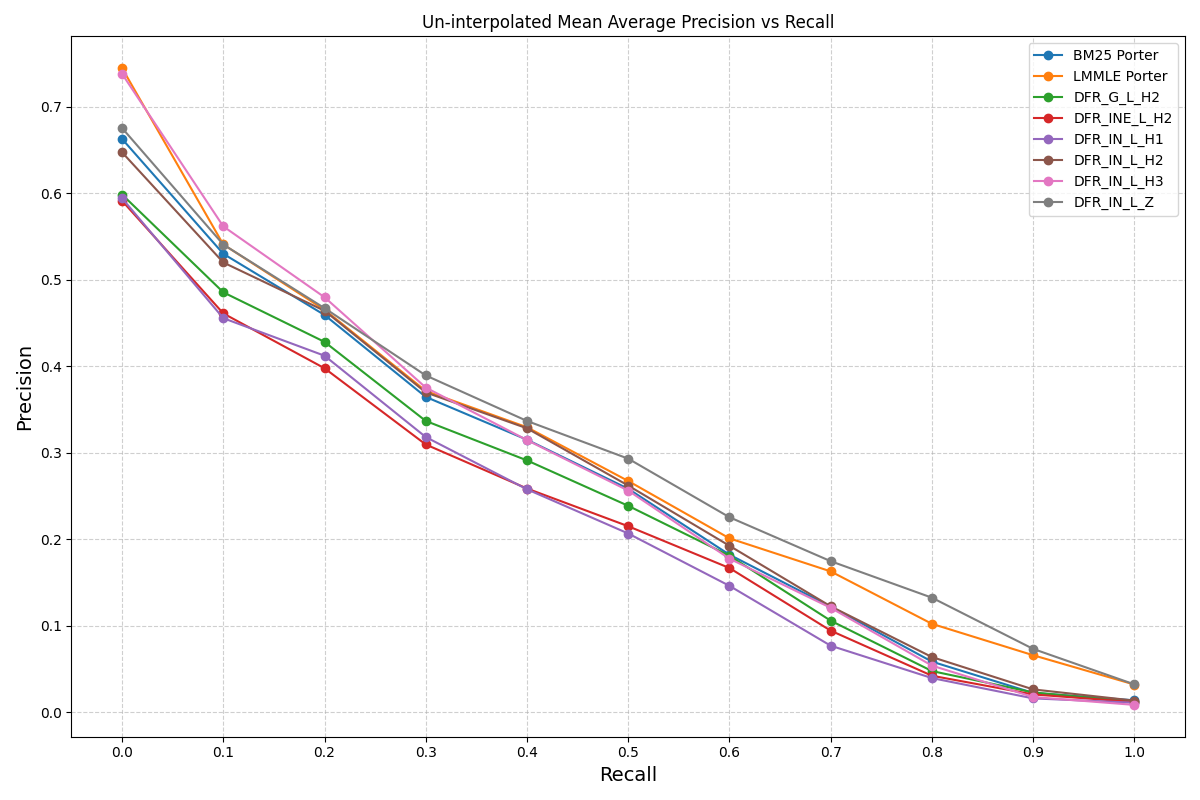 Un-interpolated Mean Average Precision vs Recall
BM25 Porter
LMMLE Porter
DFR_G_L_H2
DFR_INE_L_H2
DFR_IN_L_H1
DFR_IN_L_H2
DFR_IN_L_H3
DFR_IN_L_Z
Precision
0.7
0.6
0.5
0.4
0.3
0.2
0.1
0.0
0.0 0.1 0.2 0.3 0.4 0.5 0.6 0.7 0.8 0.9 1.0
Recall